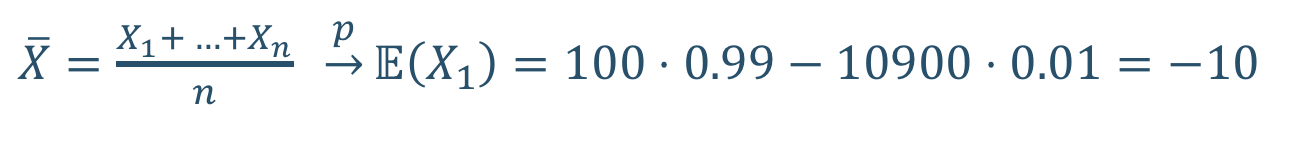 X̄ = (X₁+ ...+Xₙ)/n →ᵖ 𝔼(X₁) = 100 · 0.99 − 10900 · 0.01 = −10